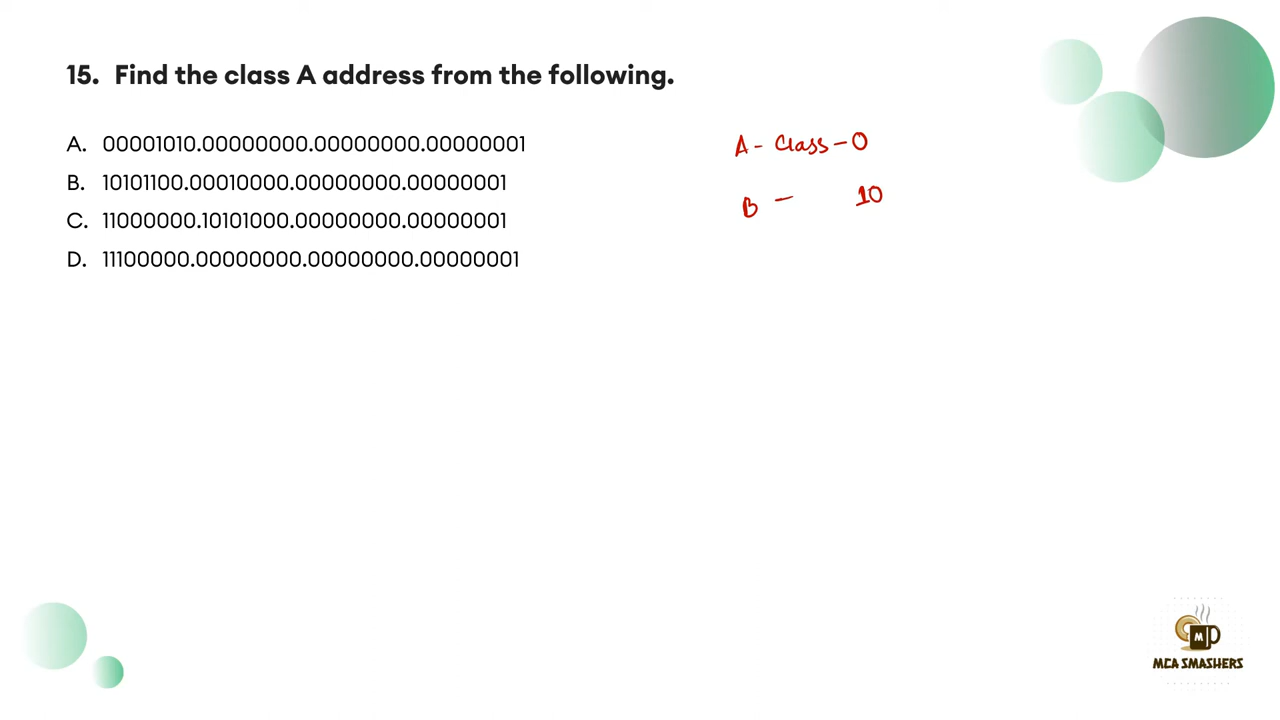 15. Find the class A address from the following.
A. 00001010.00000000.00000000.00000001
B. 10101100.00010000.00000000.00000001
C. 11000000.10101000.00000000.00000001
D. 11100000.00000000.00000000.00000001
A - Class - 0
B - 10
M
MCA SMASHERS